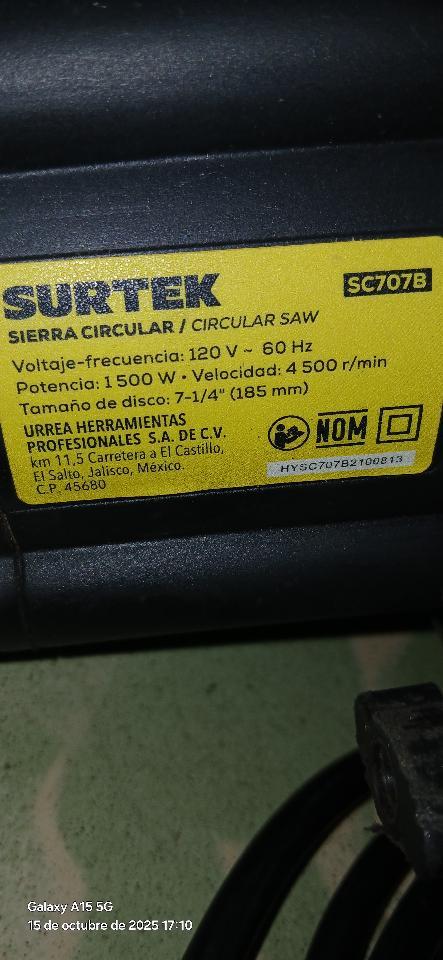 SURTEK
SC707B
SIERRA CIRCULAR / CIRCULAR SAW
Voltaje-frecuencia: 120 V ~ 60 Hz
Potencia: 1 500 W • Velocidad: 4 500 r/min
Tamaño de disco: 7-1/4" (185 mm)
URREA HERRAMIENTAS
PROFESIONALES S.A. DE C.V.
km 11,5 Carretera a El Castillo,
El Salto, Jalisco, México.
C.P. 45680
NOM
HYSC707B2100813
Galaxy A15 5G
15 de octubre de 2025 17:10